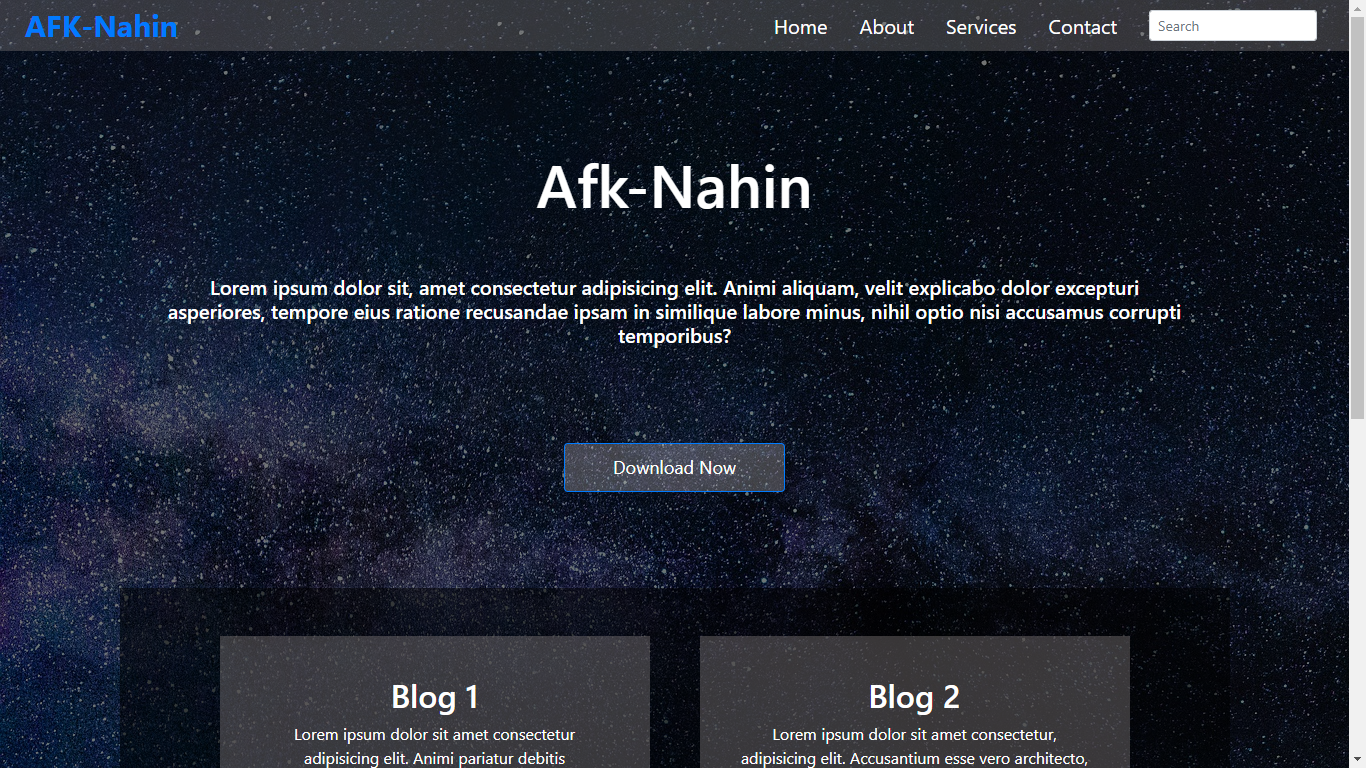 AFK-Nahin
Home About Services Contact Search
Afk-Nahin
Lorem ipsum dolor sit, amet consectetur adipisicing elit. Animi aliquam, velit explicabo dolor excepturi
asperiores, tempore eius ratione recusandae ipsam in similique labore minus, nihil optio nisi accusamus corrupti
temporibus?
Download Now
Blog 1
Lorem ipsum dolor sit amet consectetur
adipisicing elit. Animi pariatur debitis
Blog 2
Lorem ipsum dolor sit amet consectetur,
adipisicing elit. Accusantium esse vero architecto,